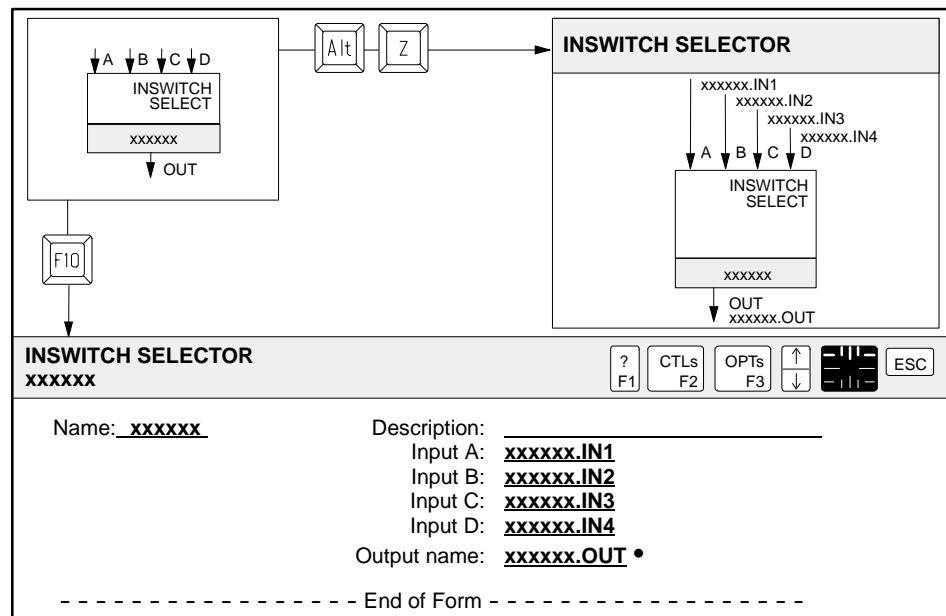 A B C D
INSWITCH
SELECT
xxxxxx
OUT
Alt
Z
F10
INSWITCH SELECTOR
xxxxxx.IN1
xxxxxx.IN2
xxxxxx.IN3
xxxxxx.IN4
A B C D
INSWITCH
SELECT
xxxxxx
OUT
xxxxxx.OUT
INSWITCH SELECTOR
xxxxxx
?
F1
CTLs
F2
OPTs
F3
↑
↓
ESC
Name: xxxxxx
Description:
Input A: xxxxxx.IN1
Input B: xxxxxx.IN2
Input C: xxxxxx.IN3
Input D: xxxxxx.IN4
Output name: xxxxxx.OUT •
- - - - - - - - - - - - - - - - - - End of Form - - - - - - - - - - - - - - - - - - -